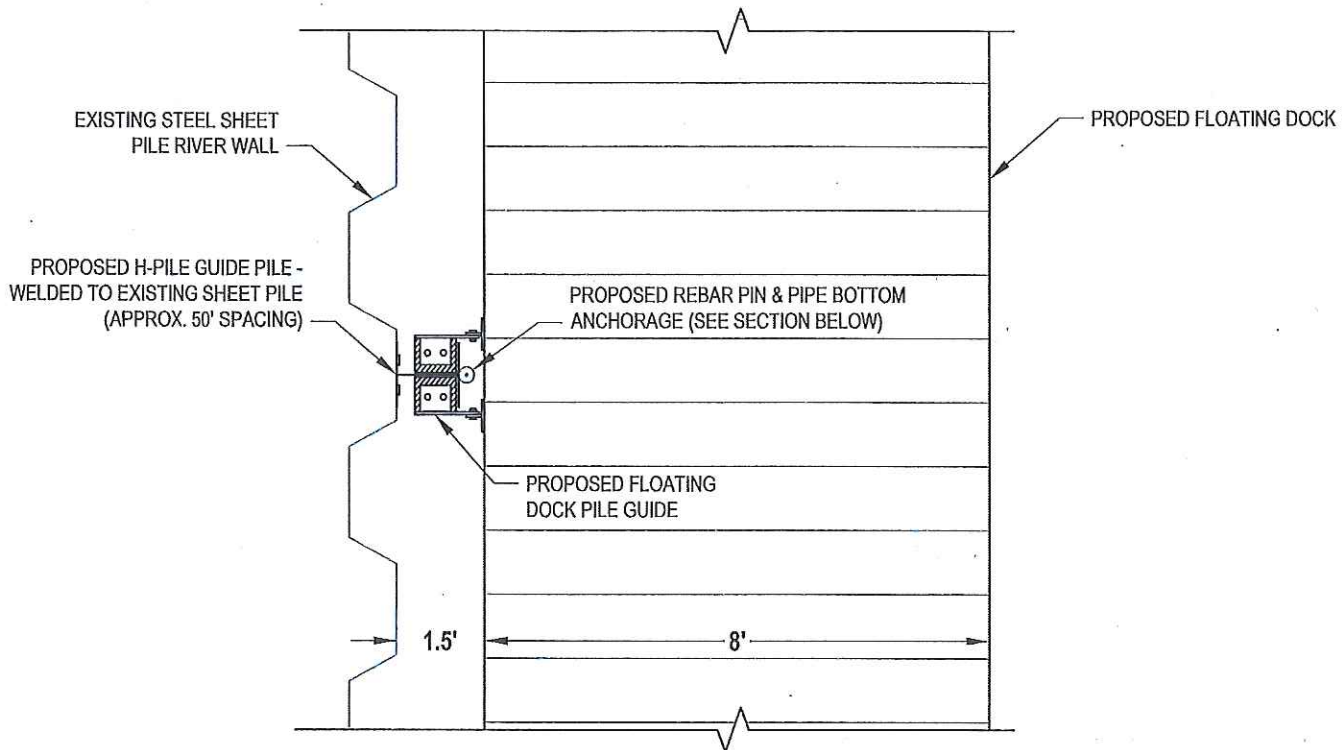 EXISTING STEEL SHEET
PILE RIVER WALL
PROPOSED FLOATING DOCK
PROPOSED H-PILE GUIDE PILE -
WELDED TO EXISTING SHEET PILE
(APPROX. 50' SPACING)
PROPOSED REBAR PIN & PIPE BOTTOM
ANCHORAGE (SEE SECTION BELOW)
PROPOSED FLOATING
DOCK PILE GUIDE
1.5'
8'